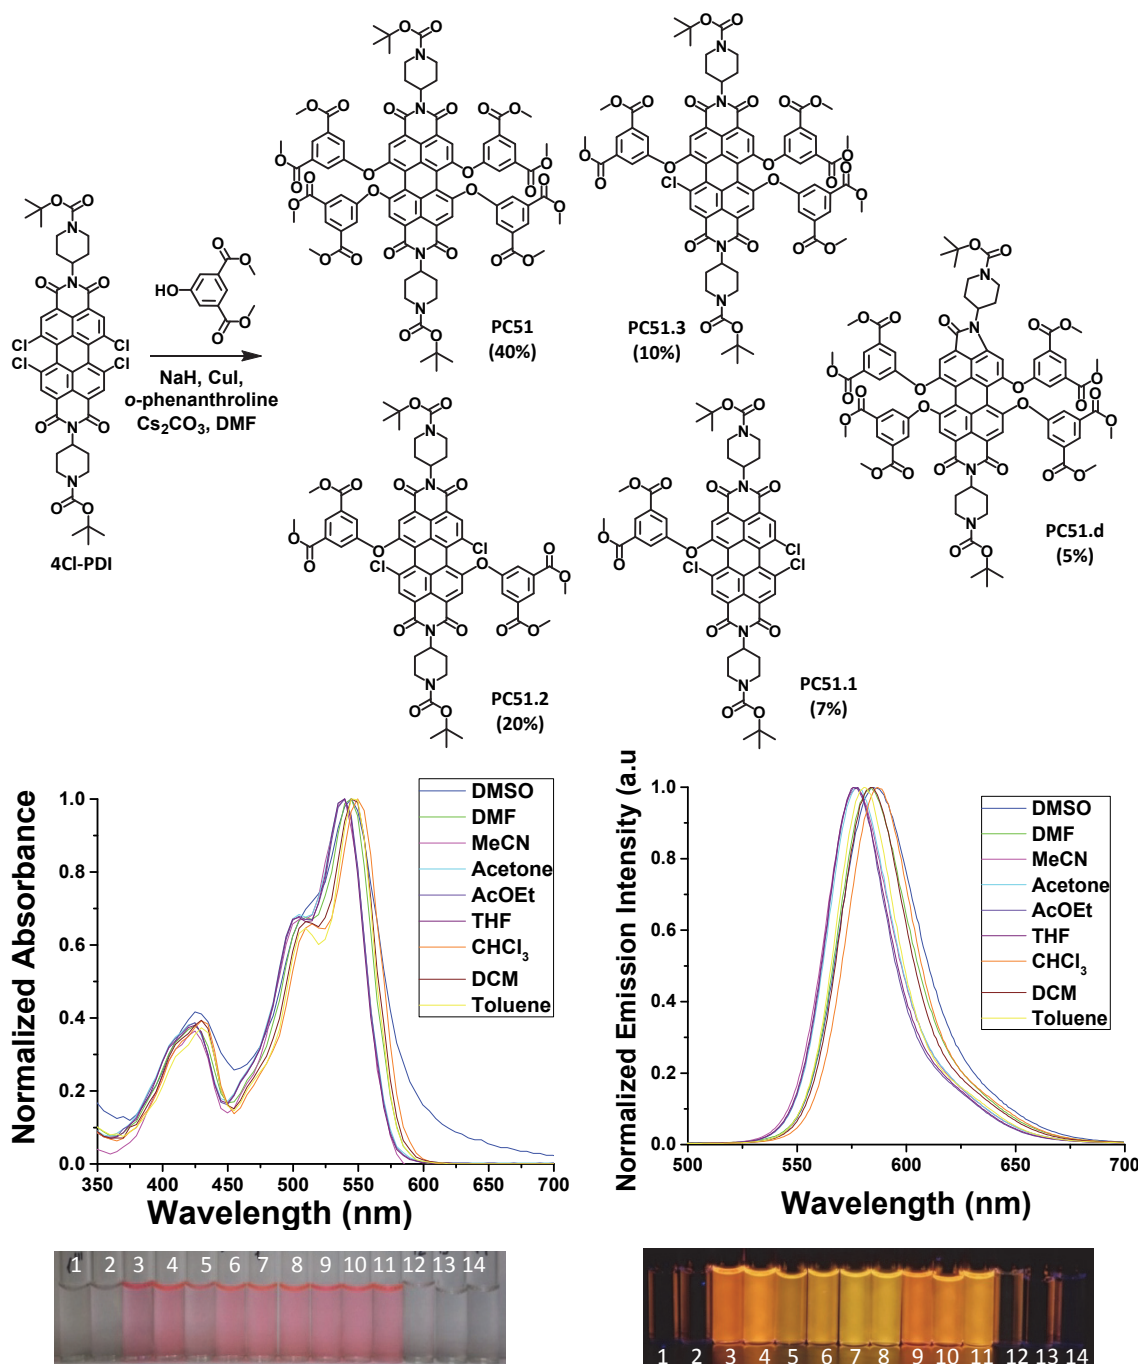 4Cl-PDI
HO
NaH, CuI,
o-phenanthroline
Cs2CO3, DMF
PC51
(40%)
PC51.3
(10%)
PC51.d
(5%)
PC51.2
(20%)
PC51.1
(7%)
Normalized Absorbance
1.0
0.8
0.6
0.4
0.2
0.0
350 400 450 500 550 600 650 700
Wavelength (nm)
DMSO
DMF
MeCN
Acetone
AcOEt
THF
CHCl3
DCM
Toluene
Normalized Emission Intensity (a.u
1.0
0.8
0.6
0.4
0.2
0.0
500 550 600 650 700
Wavelength (nm)
DMSO
DMF
MeCN
Acetone
AcOEt
THF
CHCl3
DCM
Toluene
1 2 3 4 5 6 7 8 9 10 11 12 13 14
1 2 3 4 5 6 7 8 9 10 11 12 13 14